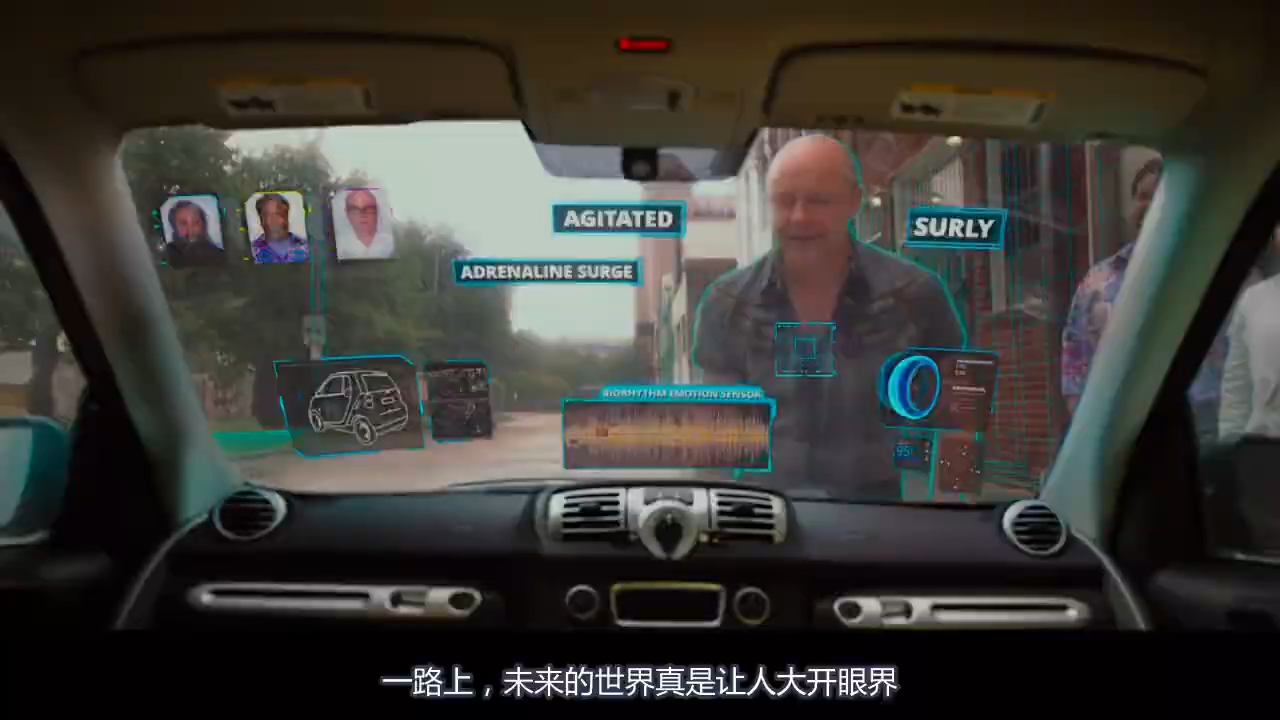 AGITATED
SURLY
ADRENALINE SURGE
BIORHYTHM EMOTION SENSOR
95
一路上，未来的世界真是让人大开眼界